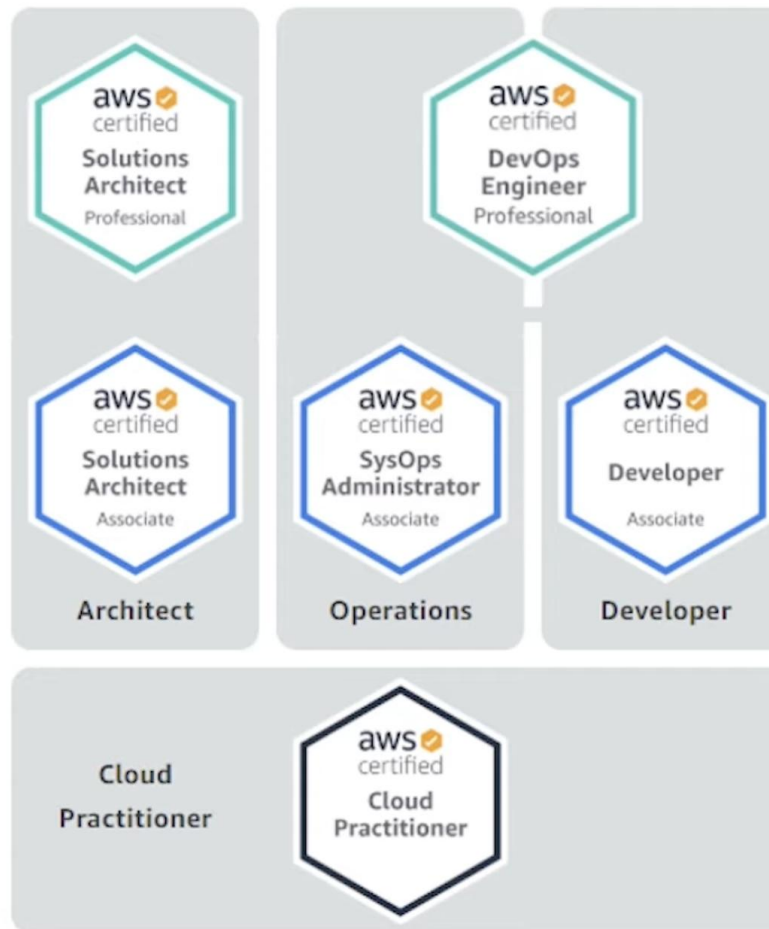 aws
certified
Solutions
Architect
Professional
aws
certified
DevOps
Engineer
Professional
aws
certified
Solutions
Architect
Associate
Architect
aws
certified
SysOps
Administrator
Associate
Operations
aws
certified
Developer
Associate
Developer
Cloud
Practitioner
aws
certified
Cloud
Practitioner